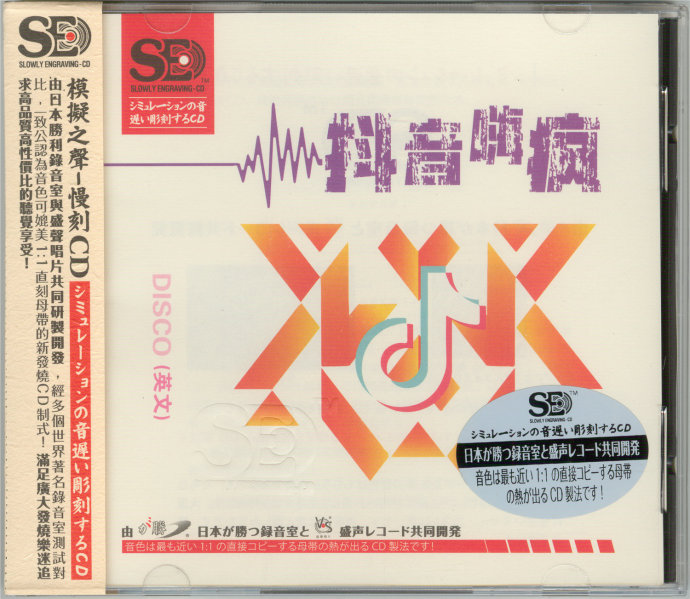 SE
SLOWLY ENGRAVING-CD
模擬之聲-慢刻CD
シミュレーションの音遅い彫刻するCD
由日本勝利錄音室與盛聲唱片共同研製開發，經多個世界著名錄音室測試對
比，一致公認為音色可媲美1:1直刻母帶的新發燒CD制式！滿足廣大發燒樂迷追
求高品質高性價比的聽覺享受！
SE
TM
SLOWLY ENGRAVING-CD
シミュレーションの音
遅い彫刻するCD
抖音嗨疯
DISCO (英文)
SE
TM
SLOWLY ENGRAVING-CD
シミュレーションの音遅い彫刻するCD
日本が勝つ録音室と盛声レコード共同開発
音色は最も近い1:1の直接コピーする母帯
の熱が出るCD製法です！
由 が勝 日本が勝つ録音室と 盛声レコード共同開発
音色は最も近い1:1の直接コピーする母帯の熱が出るCD製法です！